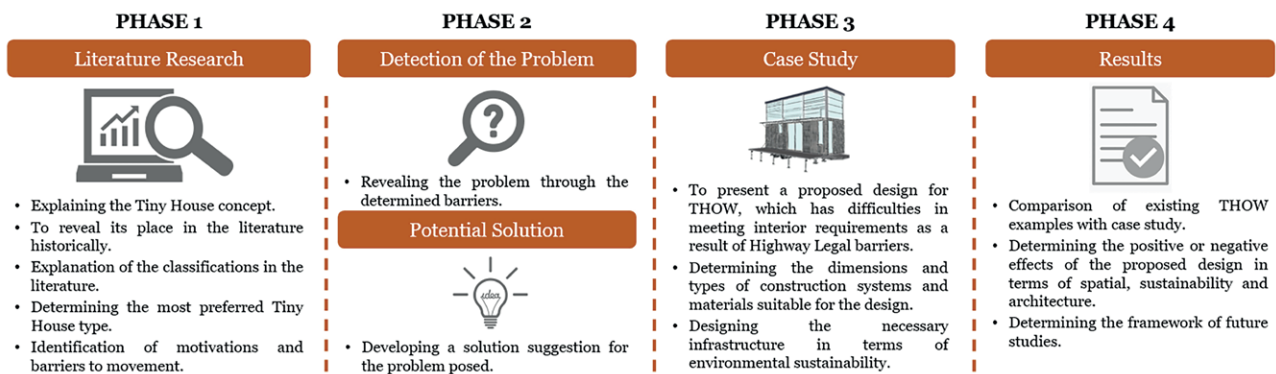 PHASE 1
Literature Research
• Explaining the Tiny House concept.
• To reveal its place in the literature
historically.
• Explanation of the classifications in the
literature.
• Determining the most preferred Tiny
House type.
• Identification of motivations and
barriers to movement.
PHASE 2
Detection of the Problem
?
• Revealing the problem through the
determined barriers.
Potential Solution
idea
• Developing a solution suggestion for
the problem posed.
PHASE 3
Case Study
• To present a proposed design for
THOW, which has difficulties in
meeting interior requirements as a
result of Highway Legal barriers.
• Determining the dimensions and
types of construction systems and
materials suitable for the design.
• Designing the necessary
infrastructure in terms of
environmental sustainability.
PHASE 4
Results
• Comparison of existing THOW
examples with case study.
• Determining the positive or negative
effects of the proposed design in
terms of spatial, sustainability and
architecture.
• Determining the framework of future
studies.